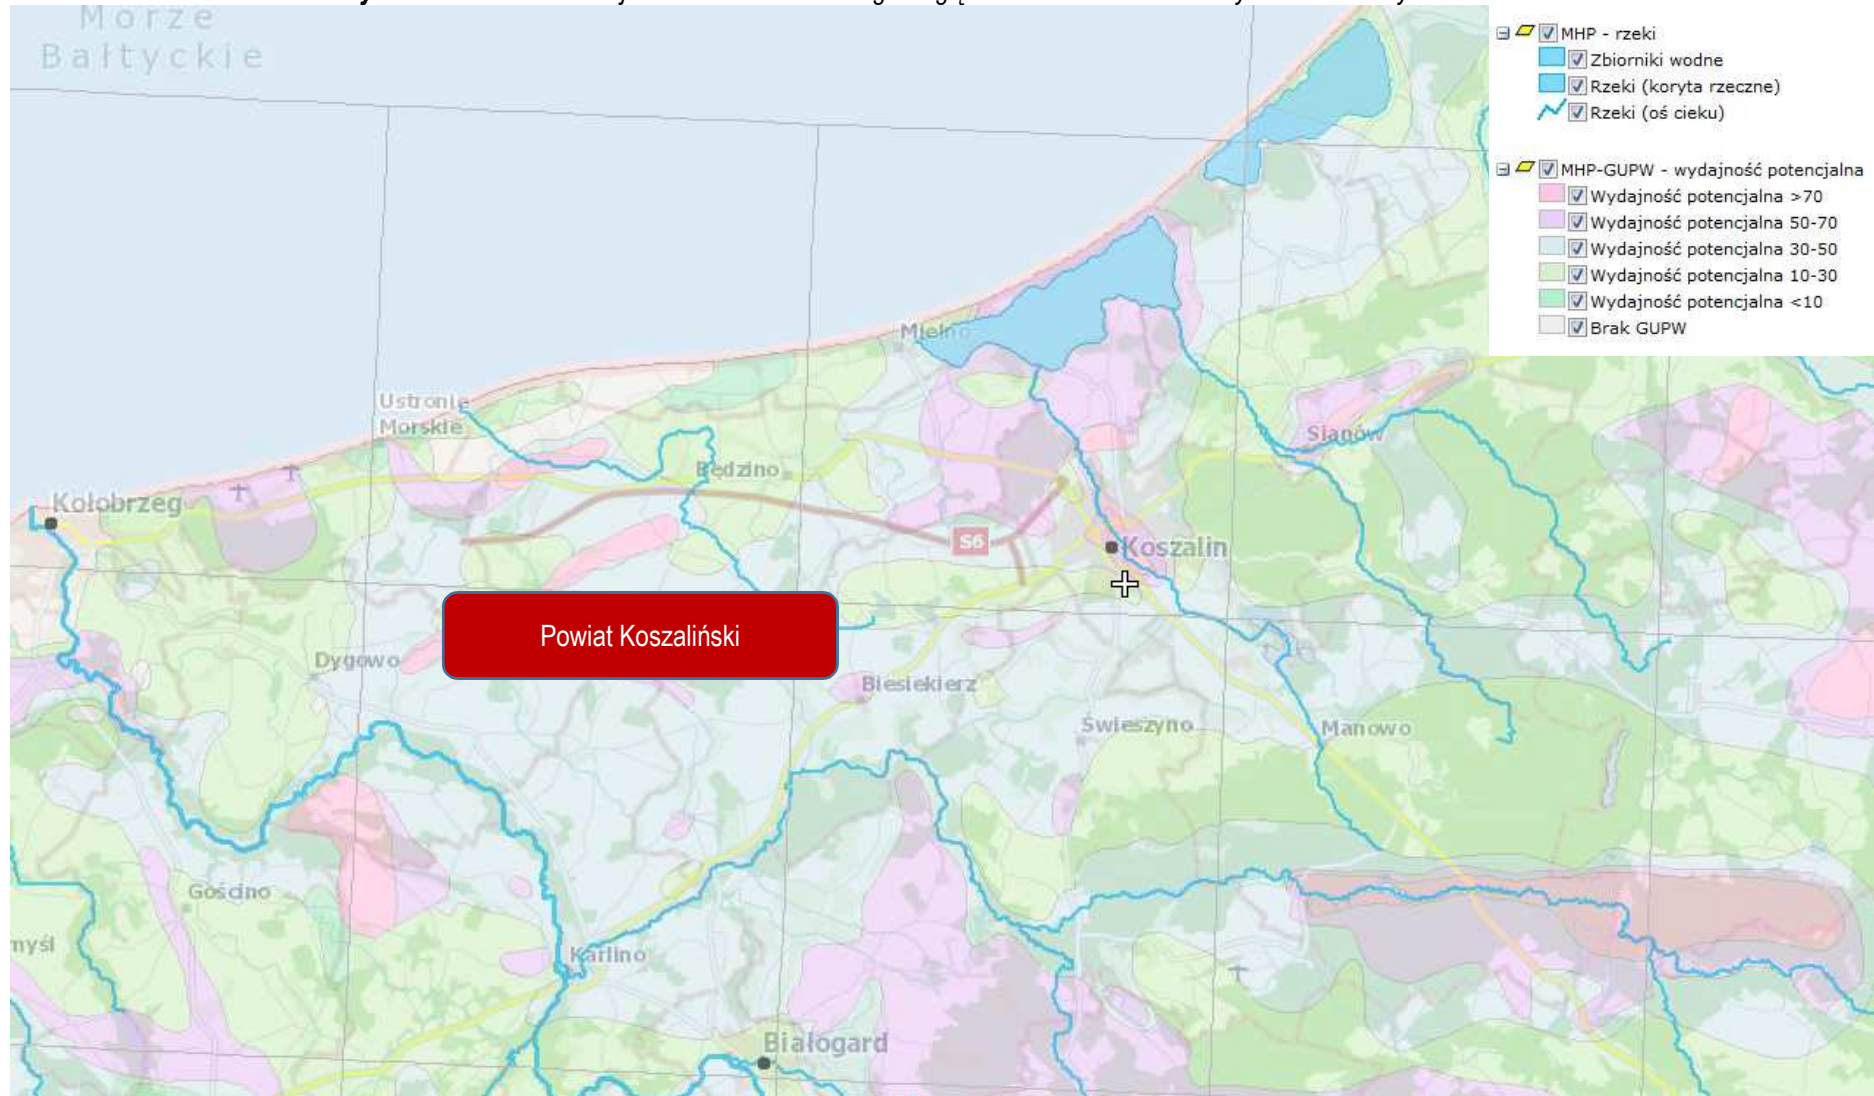 Morze
Bałtyckie
MHP - rzeki
Zbiorniki wodne
Rzeki (koryta rzeczne)
Rzeki (oś cieku)
MHP-GUPW - wydajność potencjalna
Wydajność potencjalna >70
Wydajność potencjalna 50-70
Wydajność potencjalna 30-50
Wydajność potencjalna 10-30
Wydajność potencjalna <10
Brak GUPW
Mielno
Ustronie
Morskie
Sianów
Będzino
Kołobrzeg
S6
Koszalin
Powiat Koszaliński
Dygowo
Biesiekierz
Świeszyno
Manowo
Gościno
myśl
Karlino
Białogard